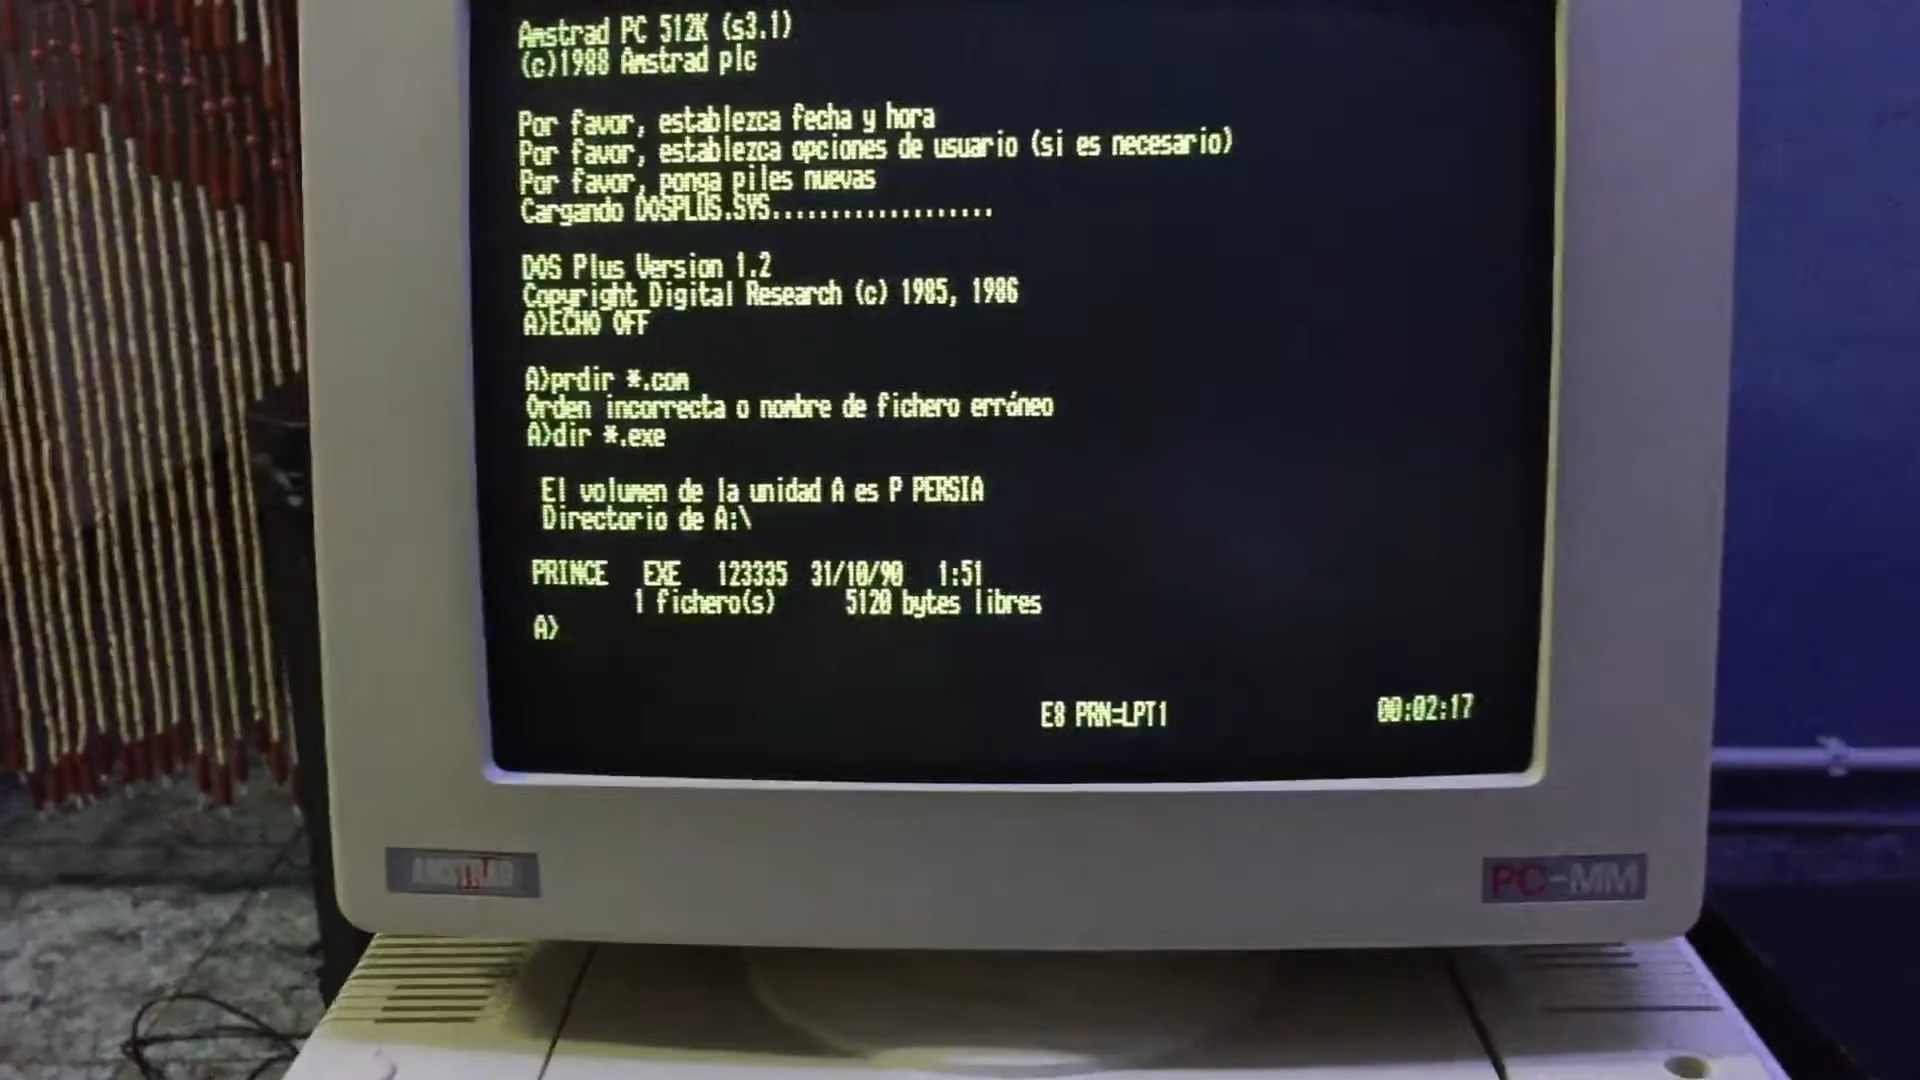 Amstrad PC 512K (s3.1)
(c)1988 Amstrad plc
Por favor, establezca fecha y hora
Por favor, establezca opciones de usuario (si es necesario)
Por favor, ponga piles nuevas
Cargando DOSPLUS.SYS...................
DOS Plus Version 1.2
Copyright Digital Research (c) 1985, 1986
A>ECHO OFF
A>prdir *.com
Orden incorrecta o nombre de fichero erróneo
A>dir *.exe
El volumen de la unidad A es P PERSIA
Directorio de A:\
PRINCE EXE 123335 31/10/90 1:51
1 fichero(s) 5120 bytes libres
A>
E8 PRN=LPT1 00:02:17
AMSTRAD PC-MM